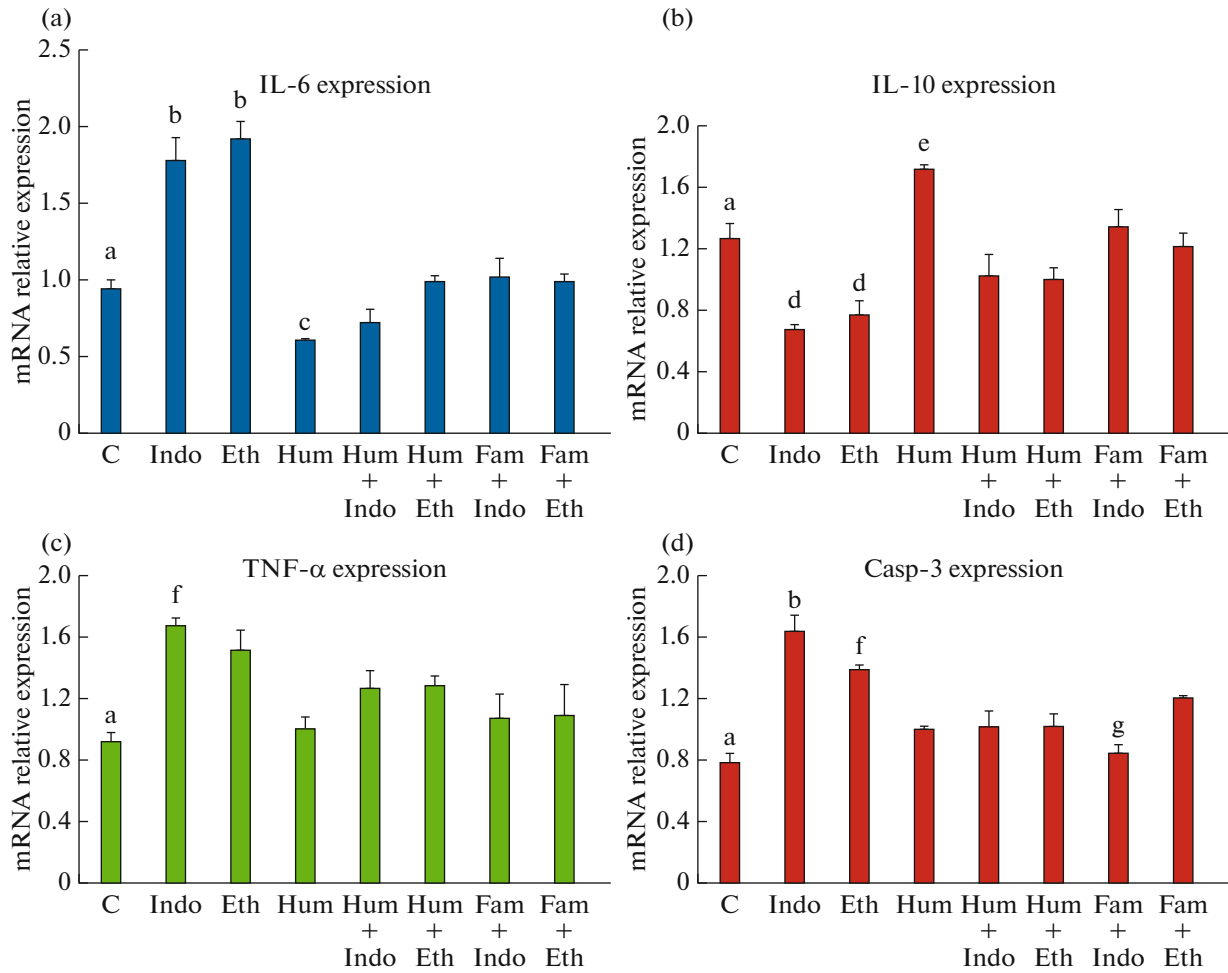 (a)
IL-6 expression
mRNA relative expression
2.5
2.0
1.5
1.0
0.5
0
a
b
b
c
C Indo Eth Hum Hum Hum Fam Fam
+ + + +
Indo Eth Indo Eth
(b)
IL-10 expression
mRNA relative expression
2.0
1.6
1.2
0.8
0.4
0
a
d
d
e
C Indo Eth Hum Hum Hum Fam Fam
+ + + +
Indo Eth Indo Eth
(c)
TNF-α expression
mRNA relative expression
2.0
1.6
1.2
0.8
0.4
0
a
f
C Indo Eth Hum Hum Hum Fam Fam
+ + + +
Indo Eth Indo Eth
(d)
Casp-3 expression
mRNA relative expression
2.0
1.6
1.2
0.8
0.4
0
a
b
f
g
C Indo Eth Hum Hum Hum Fam Fam
+ + + +
Indo Eth Indo Eth